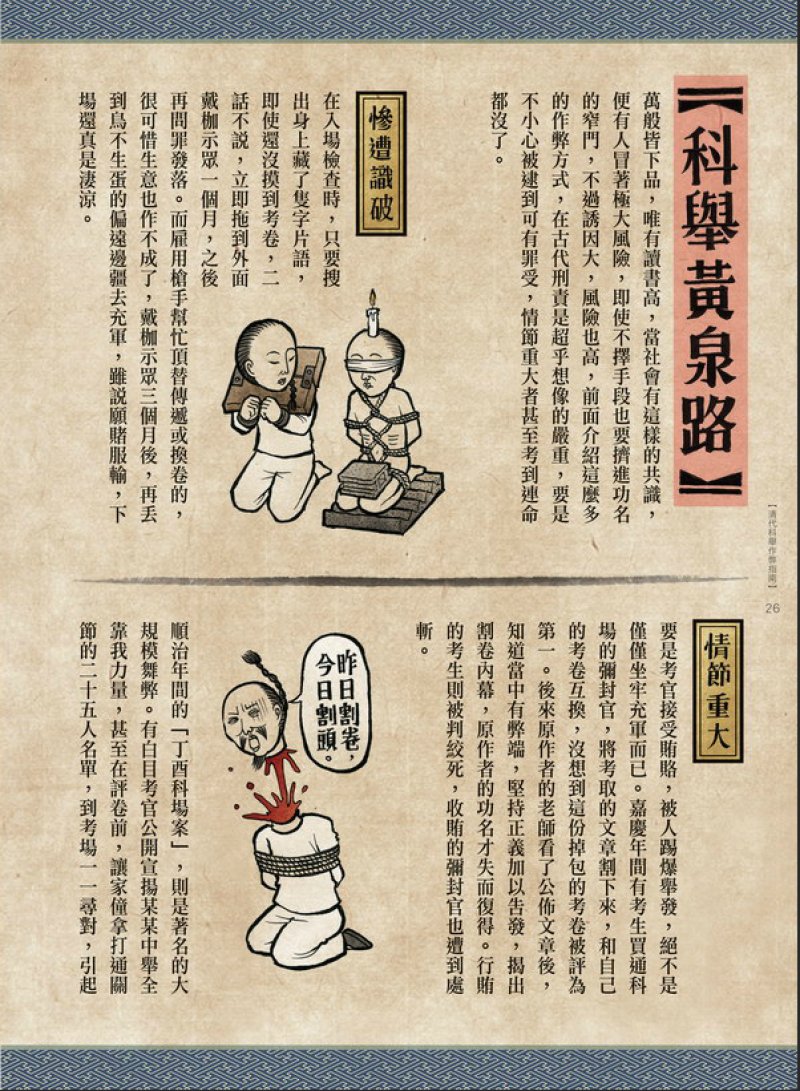 【科舉黃泉路】
萬般皆下品，唯有讀書高，當社會有這樣的共識，
便有人冒著極大風險，即使不擇手段也要擠進功名
的窄門，不過誘因大，風險也高，前面介紹這麼多
的作弊方式，在古代刑責是超乎想像的嚴重，要是
不小心被逮到可有罪受，情節重大者甚至考到連命
都沒了。
慘遭識破
在入場檢查時，只要搜
出身上藏了隻字片語，
即使還沒摸到考卷，二
話不說，立即拖到外面
戴枷示眾一個月，之後
再問罪發落。而雇用槍手幫忙頂替傳遞或換卷的，
很可惜生意也作不成了，戴枷示眾三個月後，再丟
到鳥不生蛋的偏遠邊疆去充軍，雖說願賭服輸，下
場還真是淒涼。
【清代科舉作弊指南】
26
情節重大
要是考官接受賄賂，被人踢爆舉發，絕不是
僅僅坐牢充軍而已。嘉慶年間有考生買通科
場的彌封官，將考取的文章割下來，和自己
的考卷互換，沒想到這份掉包的考卷被評為
第一。後來原作者的老師看了公佈文章後，
知道當中有弊端，堅持正義加以告發，揭出
割卷內幕，原作者的功名才失而復得。行賄
的考生則被判絞死，收賄的彌封官也遭到處
斬。
昨日割卷，
今日割頭。
順治年間的「丁酉科場案」，則是著名的大
規模舞弊。有白目考官公開宣揚某某中舉全
靠我力量，甚至在評卷前，讓家僮拿打通關
節的二十五人名單，到考場一一尋對，引起